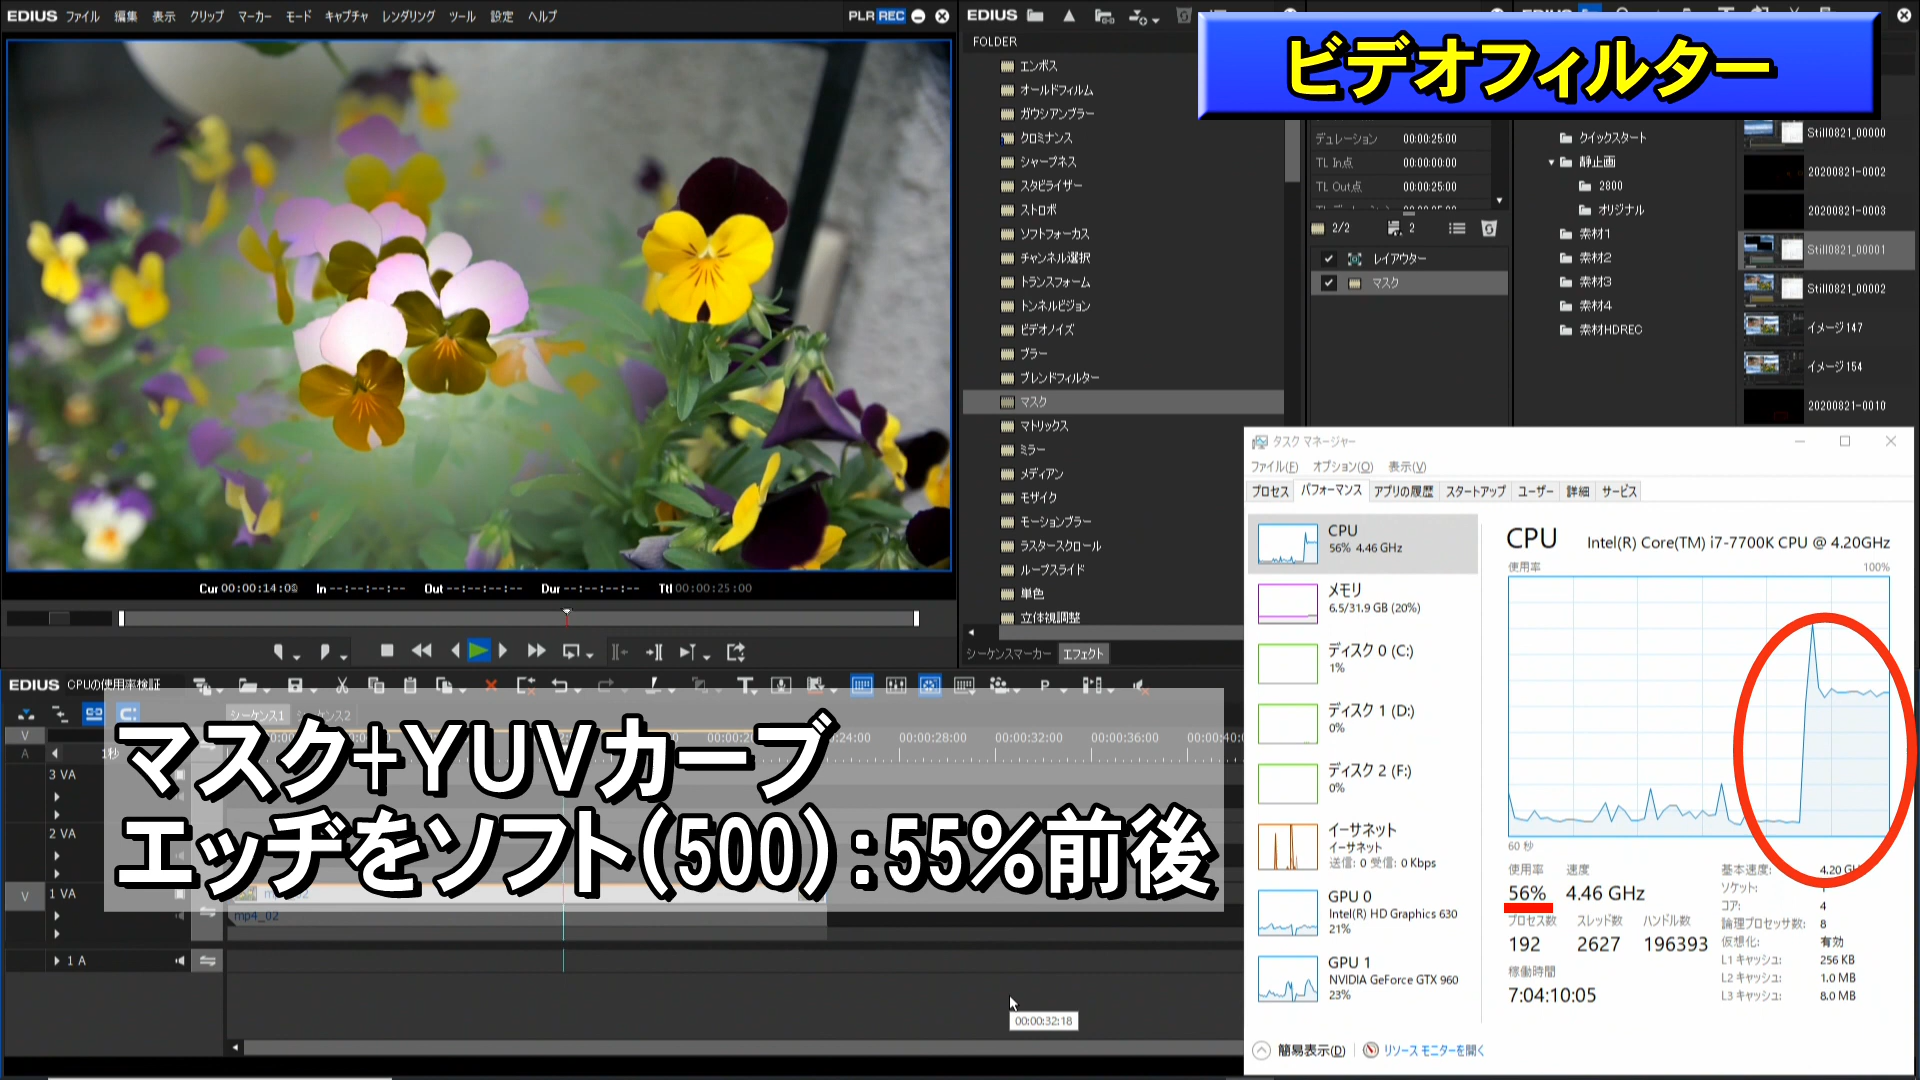 EDIUS ファイル 編集 表示 クリップ マーカー モード キャプチャ レンダリング ツール 設定 ヘルプ
PLR REC
EDIUS
FOLDER
エンボス
オールドフィルム
ガウシアンブラー
クロミナンス
シャープネス
スタビライザー
ストロボ
ソフトフォーカス
チャンネル選択
トランスフォーム
トンネルビジョン
ビデオノイズ
ブラー
ブレンドフィルター
マスク
マトリックス
ミラー
メディアン
モザイク
モーションブラー
ラスタースクロール
ループスライド
単色
立体視調整
シーケンスマーカー エフェクト
ビデオフィルター
デュレーション 00:00:25:00
TL In点 00:00:00:00
TL Out点 00:00:25:00
2/2 2
レイアウター
マスク
クイックスタート
静止画
2800
オリジナル
素材1
素材2
素材3
素材4
素材HDREC
Still0821_00000
20200821-0002
20200821-0003
Still0821_00001
Still0821_00002
イメージ147
イメージ154
20200821-0010
Cur 00:00:14:08 In --:--:--:-- Out --:--:--:-- Dur --:--:--:-- Ttl 00:00:25:00
EDIUS CPUの使用率検証
シーケンス1 シーケンス2
00:00:28:00 00:00:32:00 00:00:36:00
V
A
1秒
3 VA
2 VA
V
1 VA
1 A
mp4_02
マスク+YUVカーブ
エッヂをソフト(500):55%前後
00:00:32:18
タスク マネージャー
ファイル(F) オプション(O) 表示(V)
プロセス パフォーマンス アプリの履歴 スタートアップ ユーザー 詳細 サービス
CPU
56% 4.46 GHz
メモリ
6.5/31.9 GB (20%)
ディスク 0 (C:)
1%
ディスク 1 (D:)
0%
ディスク 2 (F:)
0%
イーサネット
イーサネット
送信: 0 受信: 0 Kbps
GPU 0
Intel(R) HD Graphics 630
21%
GPU 1
NVIDIA GeForce GTX 960
23%
CPU Intel(R) Core(TM) i7-7700K CPU @ 4.20GHz
使用率 100%
60 秒
使用率 速度
56% 4.46 GHz
プロセス数 スレッド数 ハンドル数
192 2627 196393
稼働時間
7:04:10:05
基本速度: 4.20 GHz
ソケット: 1
コア: 4
論理プロセッサ数: 8
仮想化: 有効
L1 キャッシュ: 256 KB
L2 キャッシュ: 1.0 MB
L3 キャッシュ: 8.0 MB
簡易表示(D) リソース モニターを開く